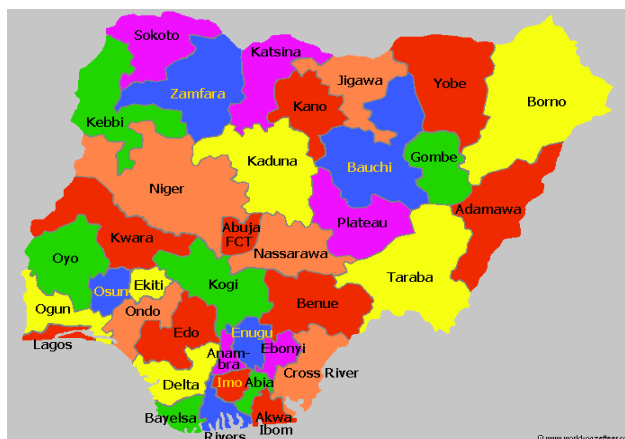 Sokoto
Katsina
Jigawa
Yobe
Zamfara
Kano
Borno
Kebbi
Gombe
Kaduna
Bauchi
Niger
Adamawa
Plateau
Abuja
FCT
Kwara
Nassarawa
Oyo
Taraba
Kogi
Osun
Ekiti
Benue
Ogun
Ondo
Edo
Enugu
Lagos
Anam-
bra
Ebonyi
Cross River
Delta
Imo
Abia
Bayelsa
Akwa
Ibom
Rivers